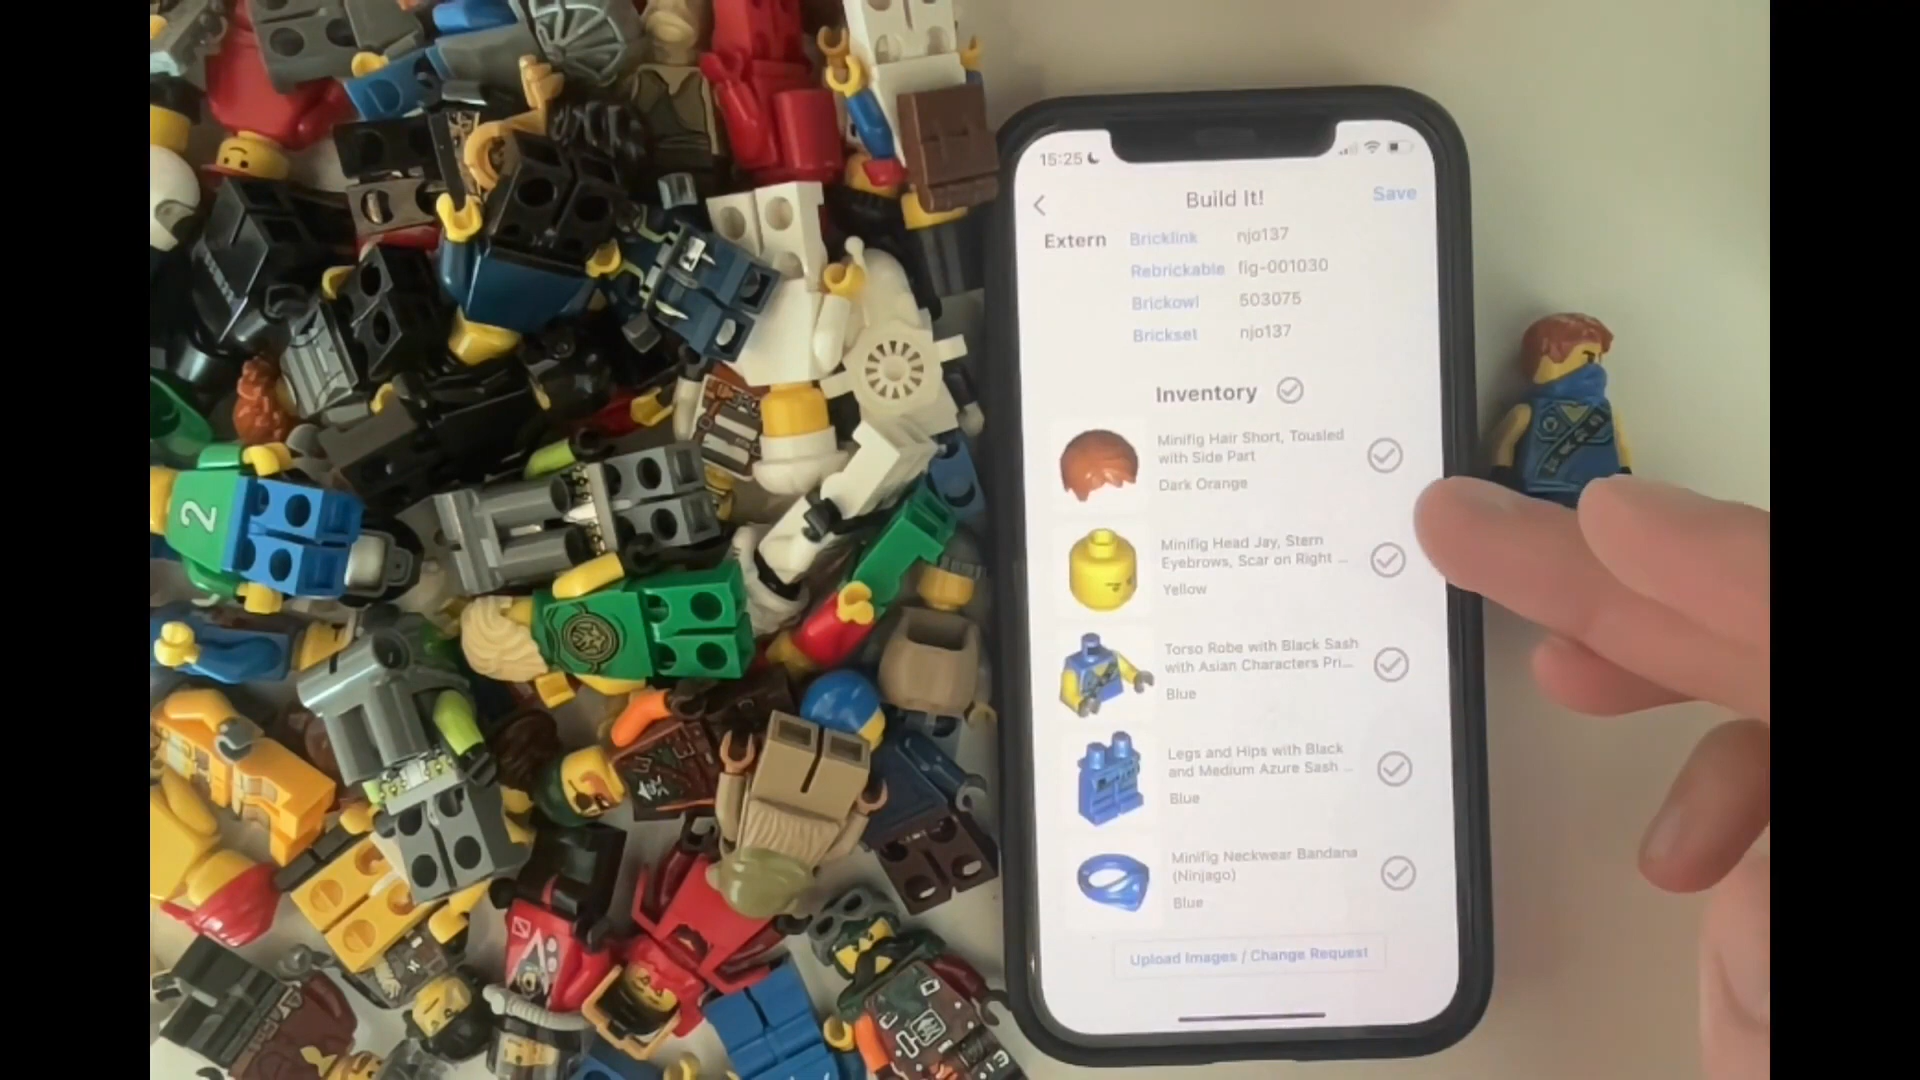 15:25
Build It!
Save
Extern
Bricklink njo137
Rebrickable fig-001030
Brickowl 503075
Brickset njo137
Inventory
Minifig Hair Short, Tousled
with Side Part
Dark Orange
Minifig Head Jay, Stern
Eyebrows, Scar on Right ...
Yellow
Torso Robe with Black Sash
with Asian Characters Pri...
Blue
Legs and Hips with Black
and Medium Azure Sash ...
Blue
Minifig Neckwear Bandana
(Ninjago)
Blue
Upload Images / Change Request
2